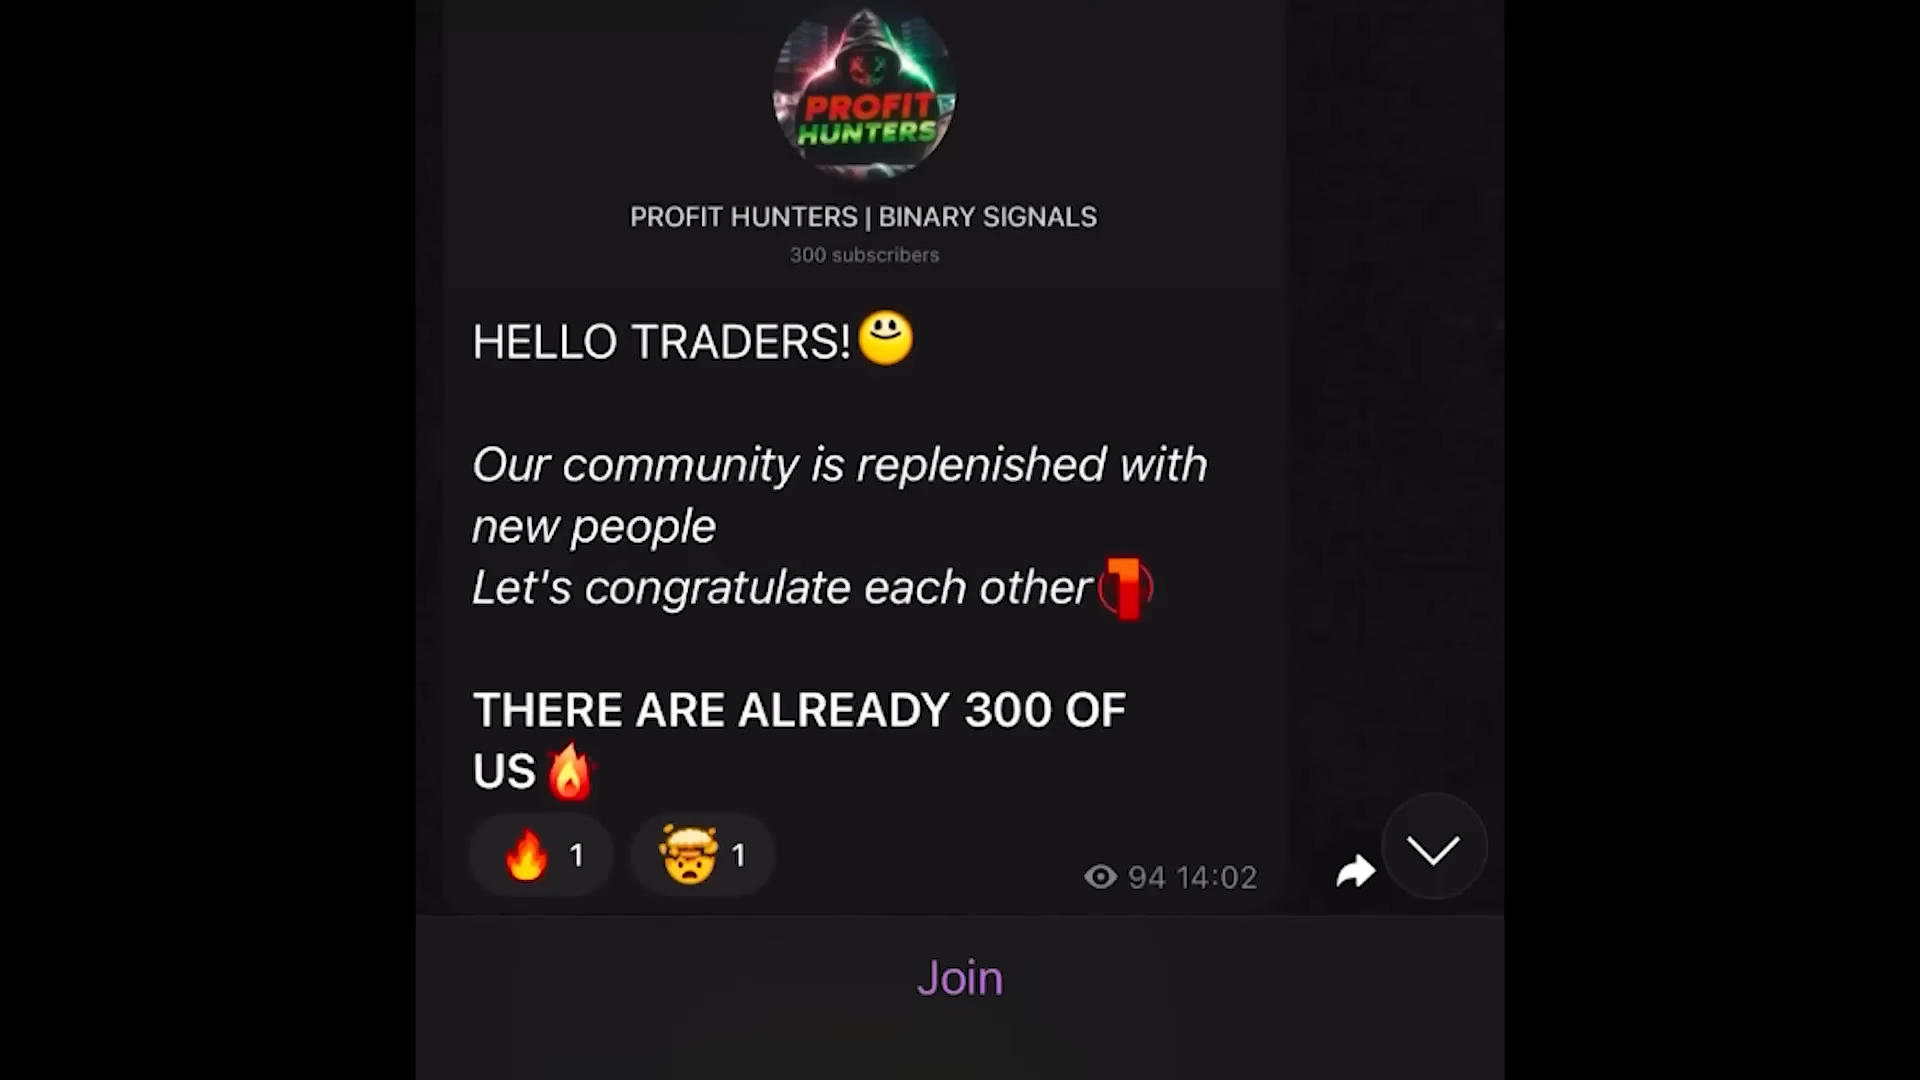 PROFIT
HUNTERS
PROFIT HUNTERS | BINARY SIGNALS
300 subscribers
HELLO TRADERS!😃
Our community is replenished with
new people
Let's congratulate each other 1
THERE ARE ALREADY 300 OF
US🔥
🔥 1 🤯 1
94 14:02
Join